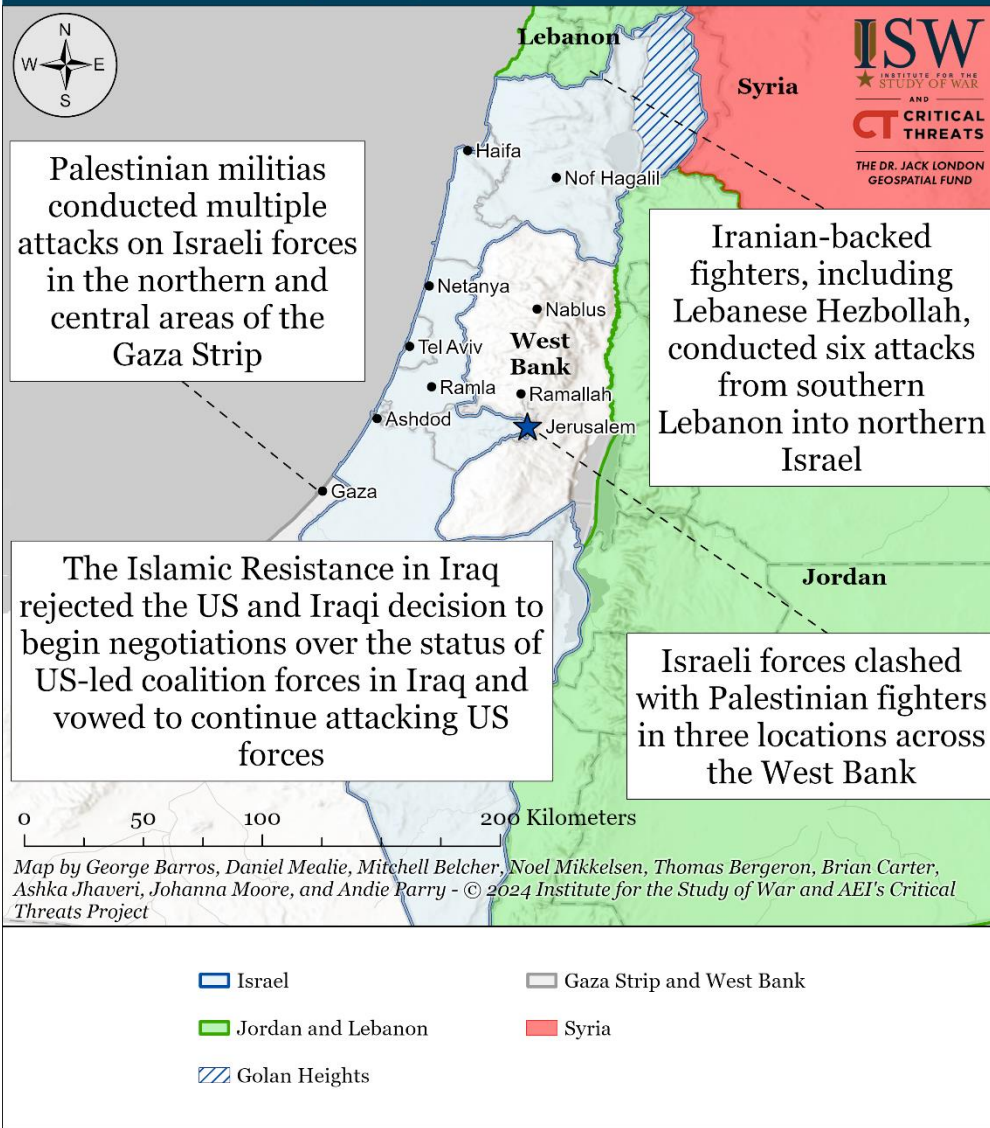 N
W
E
S
Lebanon
Syria
ISW
INSTITUTE FOR THE
STUDY OF WAR
AND
CT CRITICAL
THREATS
THE DR. JACK LONDON
GEOSPATIAL FUND
Palestinian militias
conducted multiple
attacks on Israeli forces
in the northern and
central areas of the
Gaza Strip
Haifa
Nof Hagalil
Iranian-backed
fighters, including
Lebanese Hezbollah,
conducted six attacks
from southern
Lebanon into northern
Israel
Netanya
Nablus
West
Bank
Tel Aviv
Ramla
Ramallah
Ashdod
Jerusalem
Gaza
The Islamic Resistance in Iraq
rejected the US and Iraqi decision to
begin negotiations over the status of
US-led coalition forces in Iraq and
vowed to continue attacking US
forces
Jordan
Israeli forces clashed
with Palestinian fighters
in three locations across
the West Bank
0 50 100 200 Kilometers
Map by George Barros, Daniel Mealie, Mitchell Belcher, Noel Mikkelsen, Thomas Bergeron, Brian Carter,
Ashka Jhaveri, Johanna Moore, and Andie Parry - © 2024 Institute for the Study of War and AEI's Critical
Threats Project
Israel
Gaza Strip and West Bank
Jordan and Lebanon
Syria
Golan Heights